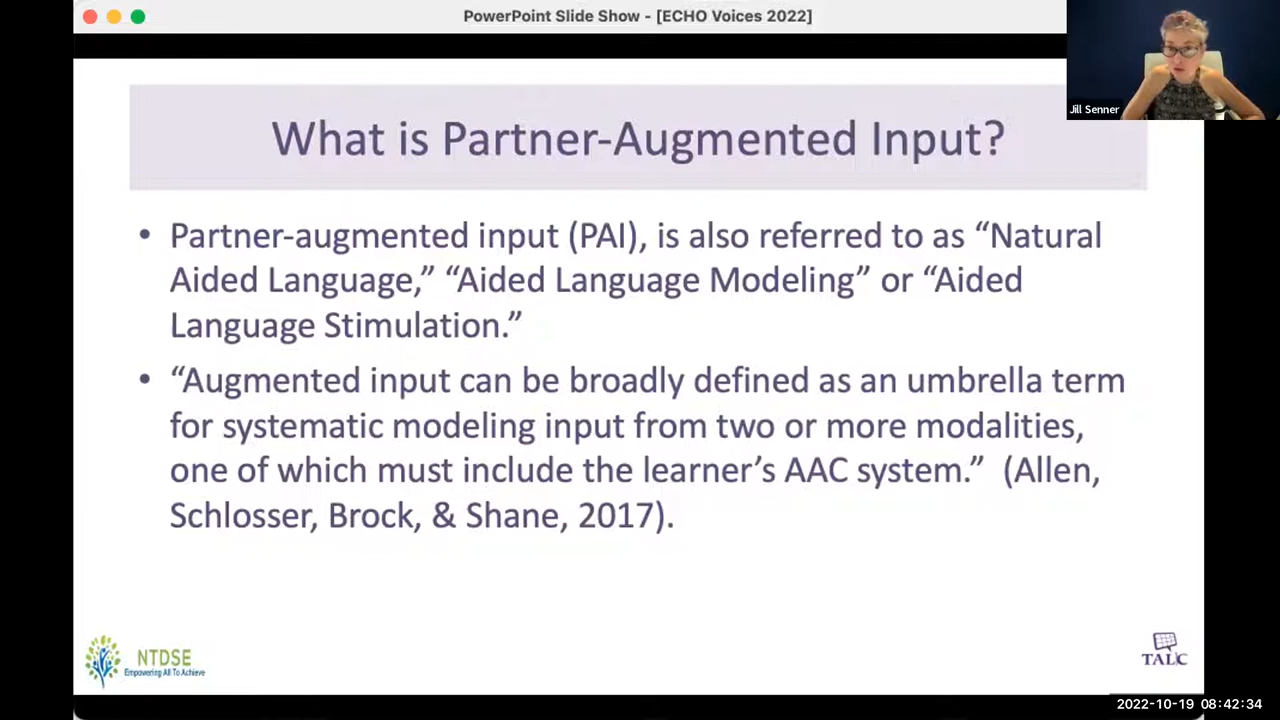 PowerPoint Slide Show - [ECHO Voices 2022]
Jill Senner
What is Partner-Augmented Input?
• Partner-augmented input (PAI), is also referred to as “Natural
Aided Language,” “Aided Language Modeling” or “Aided
Language Stimulation.”
• “Augmented input can be broadly defined as an umbrella term
for systematic modeling input from two or more modalities,
one of which must include the learner’s AAC system.” (Allen,
Schlosser, Brock, & Shane, 2017).
NTDSE
Empowering All To Achieve
TALC
2022-10-19 08:42:34